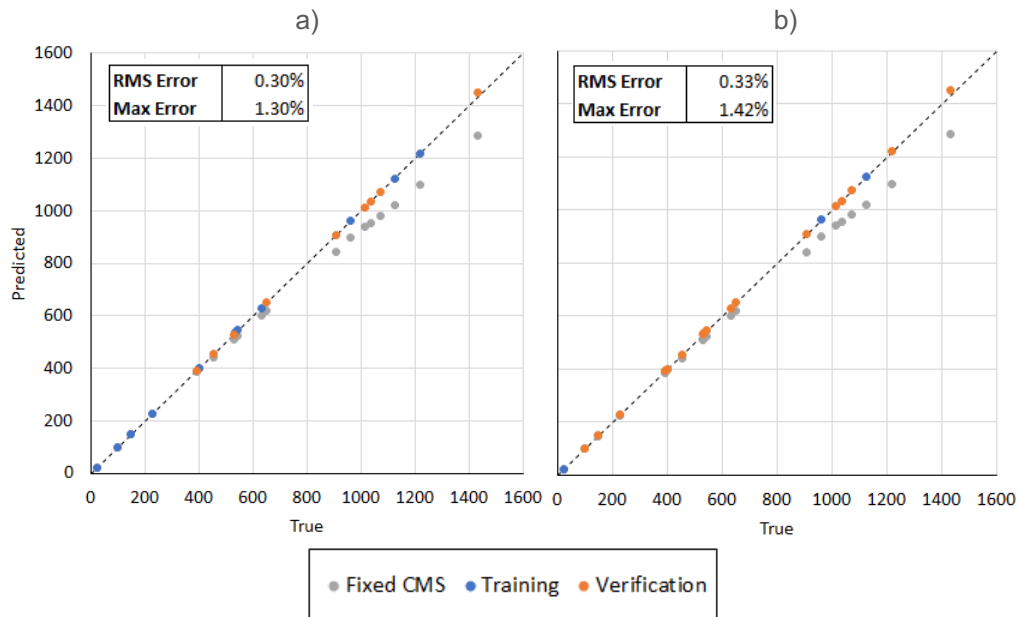 a)
b)
1600
1400
1200
1000
800
600
400
200
0
Predicted
RMS Error 0.30%
Max Error 1.30%
0 200 400 600 800 1000 1200 1400 1600
True
RMS Error 0.33%
Max Error 1.42%
0 200 400 600 800 1000 1200 1400 1600
True
Fixed CMS Training Verification